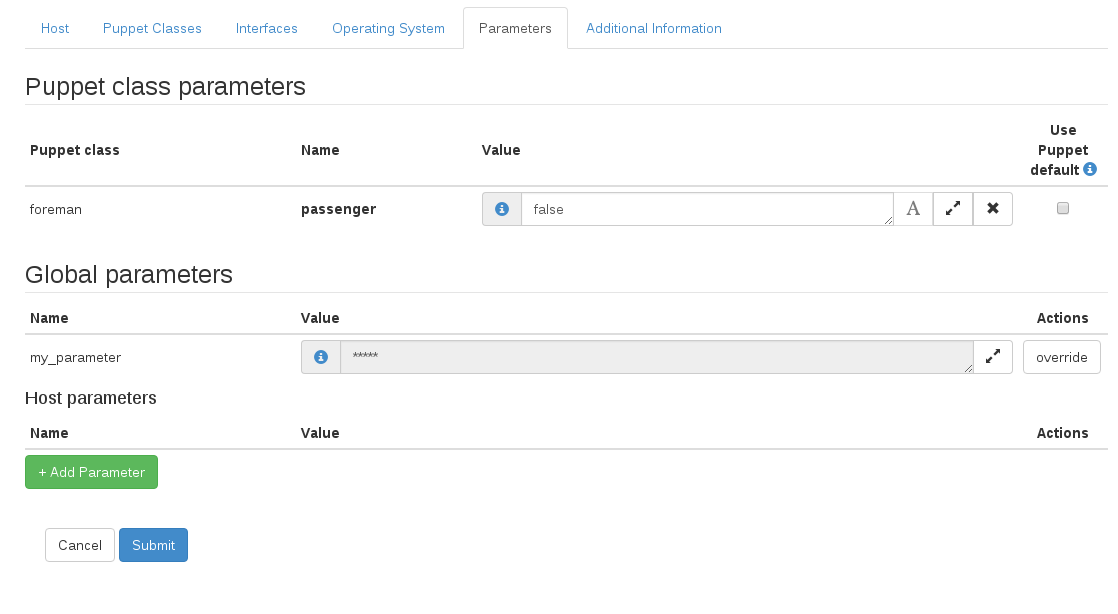 Host Puppet Classes Interfaces Operating System Parameters Additional Information
Puppet class parameters
Puppet class Name Value Use Puppet default
foreman passenger false A
Global parameters
Name Value Actions
my_parameter ***** override
Host parameters
Name Value Actions
+ Add Parameter
Cancel Submit